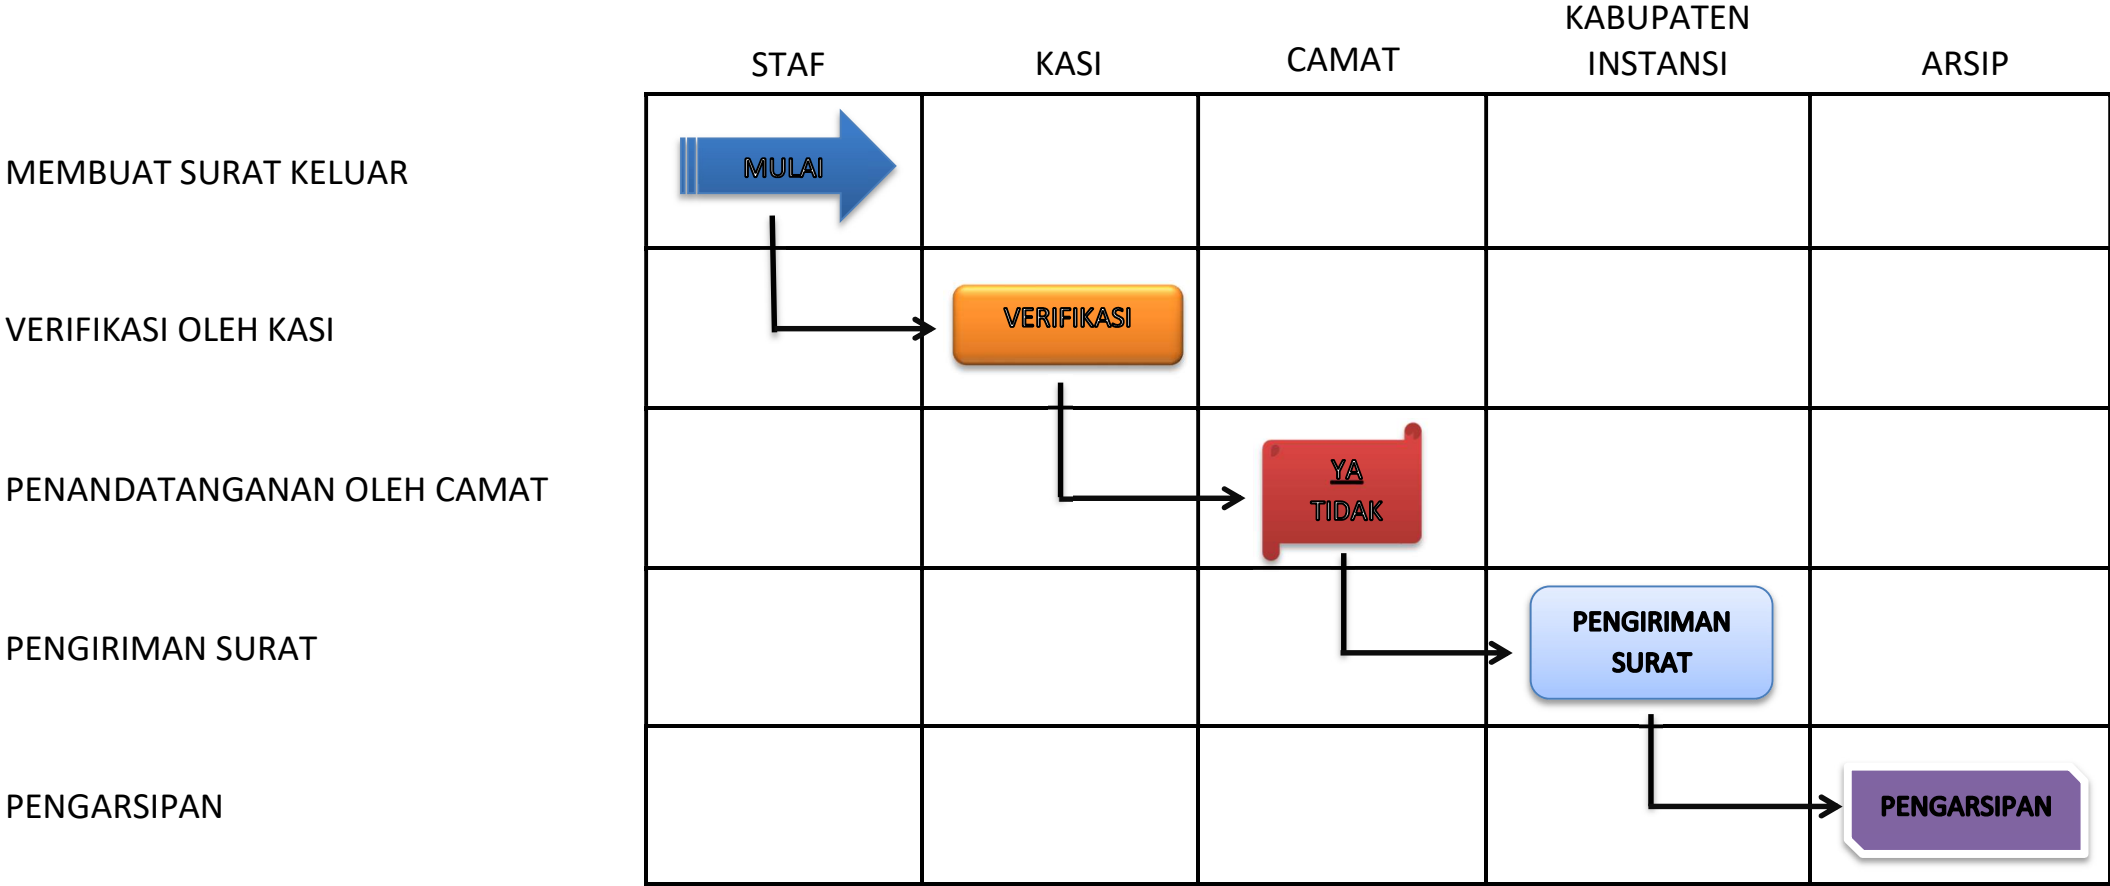 KABUPATEN
STAF KASI CAMAT INSTANSI ARSIP
MEMBUAT SURAT KELUAR MULAI
VERIFIKASI OLEH KASI VERIFIKASI
PENANDATANGANAN OLEH CAMAT YA
TIDAK
PENGIRIMAN SURAT PENGIRIMAN
SURAT
PENGARSIPAN PENGARSIPAN